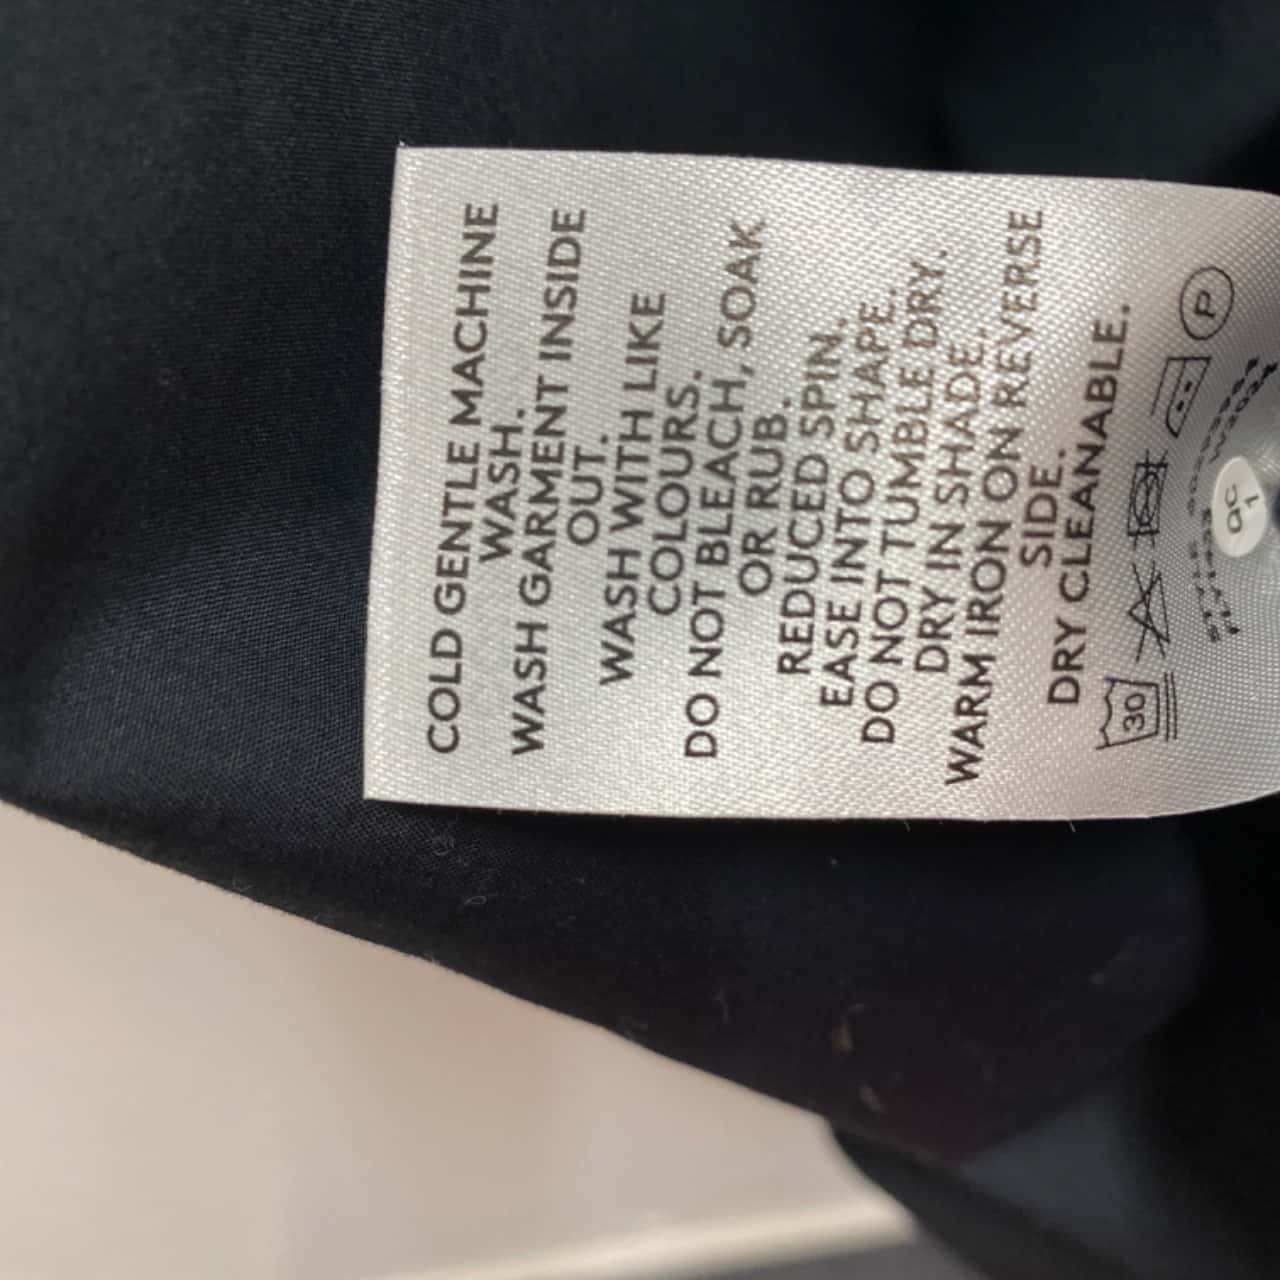 COLD GENTLE MACHINE
WASH.
WASH GARMENT INSIDE
OUT.
WASH WITH LIKE
COLOURS.
DO NOT BLEACH, SOAK
OR RUB.
REDUCED SPIN.
EASE INTO SHAPE.
DO NOT TUMBLE DRY.
DRY IN SHADE.
WARM IRON ON REVERSE
SIDE.
DRY CLEANABLE.
30
P
QC
1